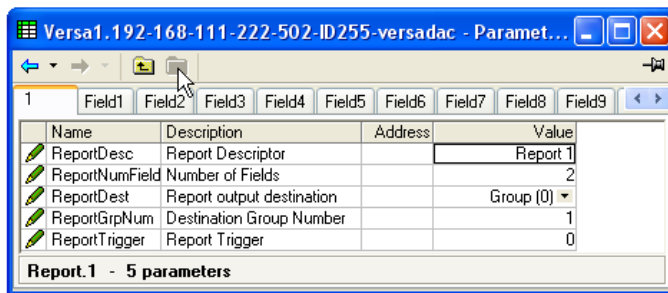 Versa1.192-168-111-222-502-ID255-versadac - Paramet...
1 Field1 Field2 Field3 Field4 Field5 Field6 Field7 Field8 Field9
Name Description Address Value
ReportDesc Report Descriptor Report 1
ReportNumField Number of Fields 2
ReportDest Report output destination Group (0)
ReportGrpNum Destination Group Number 1
ReportTrigger Report Trigger 0
Report.1 - 5 parameters